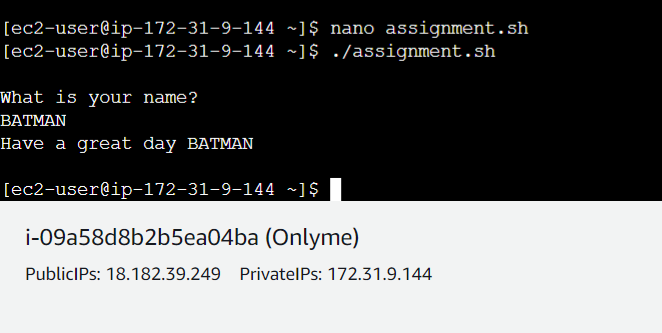 [ec2-user@ip-172-31-9-144 ~]$ nano assignment.sh
[ec2-user@ip-172-31-9-144 ~]$ ./assignment.sh
What is your name?
BATMAN
Have a great day BATMAN
[ec2-user@ip-172-31-9-144 ~]$
i-09a58d8b2b5ea04ba (Onlyme)
PublicIPs: 18.182.39.249 PrivateIPs: 172.31.9.144